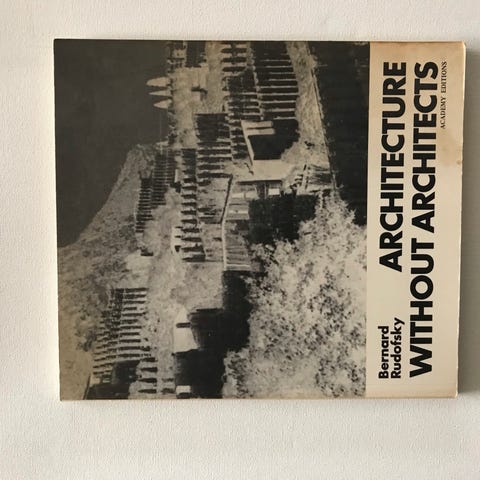 Bernard
Rudofsky
ARCHITECTURE
WITHOUT ARCHITECTS
ACADEMY EDITIONS